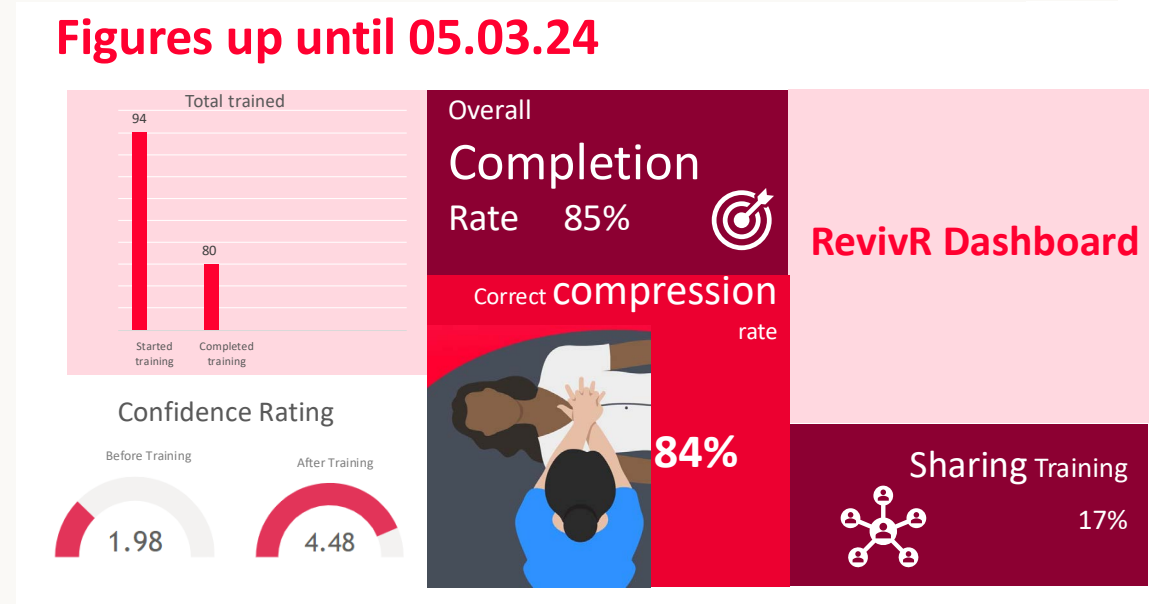 Figures up until 05.03.24
Total trained
94
80
Started
training
Completed
training
Overall
Completion
Rate 85%
RevivR Dashboard
Correct compression
rate
84%
Confidence Rating
Before Training
1.98
After Training
4.48
Sharing Training
17%